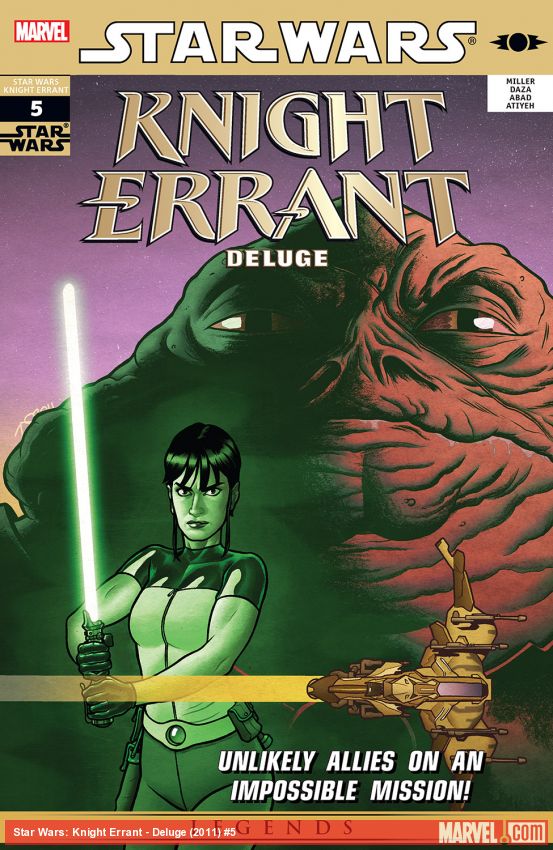 MARVEL
STAR WARS®
STAR WARS
KNIGHT ERRANT
5
STAR®
WARS
MILLER
DAZA
ABAD
ATIYEH
KNIGHT
ERRANT
DELUGE
UNLIKELY ALLIES ON AN
IMPOSSIBLE MISSION!
LEGENDS
Star Wars: Knight Errant - Deluge (2011) #5
MARVEL.com